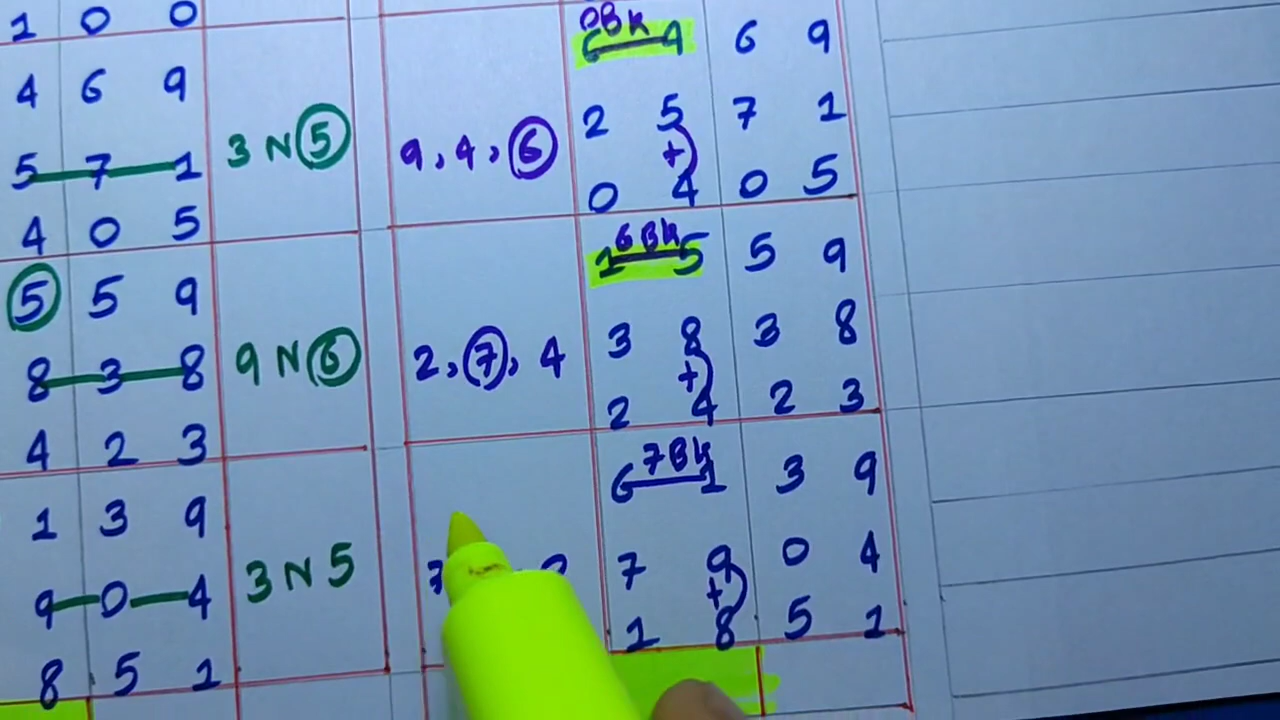 1 0 0
4 6 9
5 7 1
4 0 5
3 N 5
5 5 9
8 3 8
4 2 3
9 N 6
1 3 9
9 0 4
8 5 1
3 N 5
9, 4, 6
2, 7, 4
0BK
6 9 6 9
2 5 7 1
+
0 4 0 5
6BK
1 5 5 9
3 8 3 8
+
2 4 2 3
7BK
6 1 3 9
7 9 0 4
+
1 8 5 1